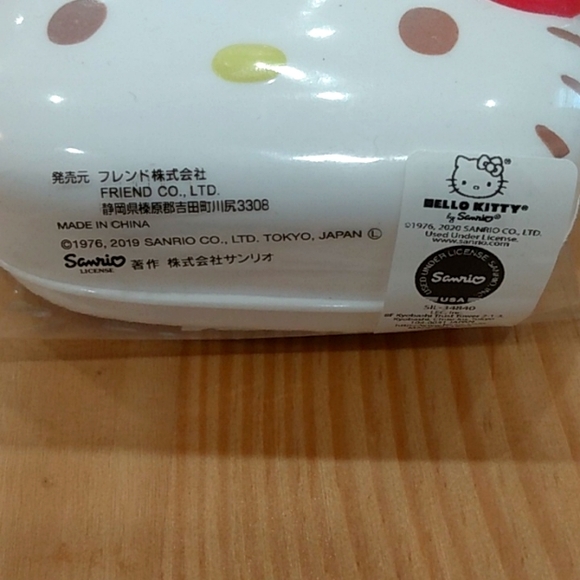 発売元 フレンド株式会社
FRIEND CO., LTD.
静岡県榛原郡吉田町川尻3308
MADE IN CHINA
©1976, 2019 SANRIO CO., LTD. TOKYO, JAPAN Ⓛ
Sanrio
LICENSE
著作 株式会社サンリオ
HELLO KITTY®
by Sanrio®
©1976, 2020 SANRIO CO., LTD.
Used Under License.
www.sanrio.com
USED UNDER LICENSE
Sanrio
USA